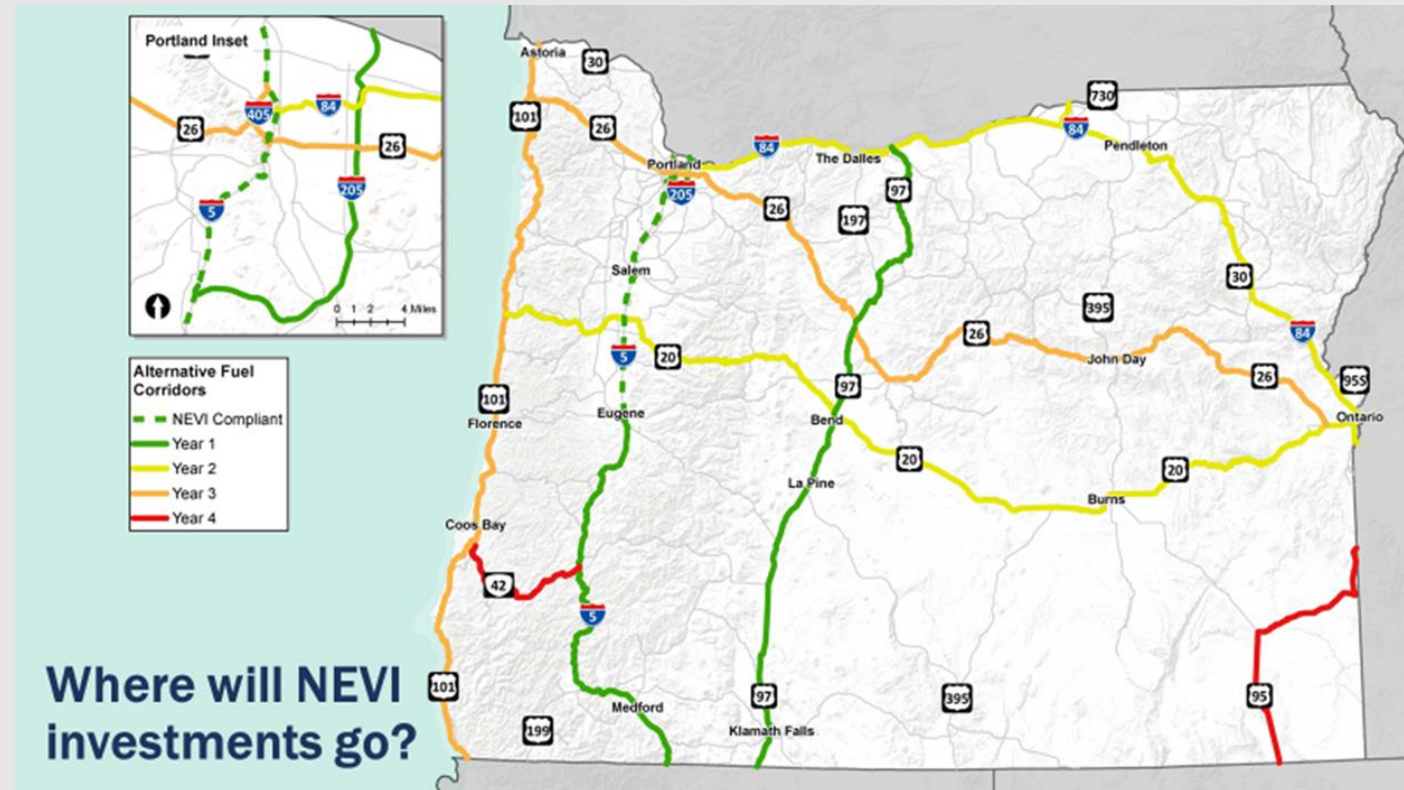 Portland Inset
405
84
26
26
205
5
0 1 2 4 Miles
Alternative Fuel
Corridors
NEVI Compliant
Year 1
Year 2
Year 3
Year 4
Where will NEVI
investments go?
Astoria
30
101
26
Portland
84
The Dalles
84
730
Pendleton
205
26
197
97
Salem
30
395
5
20
26
John Day
84
26
955
101
Florence
Eugene
97
Bend
Ontario
20
20
La Pine
Burns
Coos Bay
42
5
101
199
Medford
97
Klamath Falls
395
95